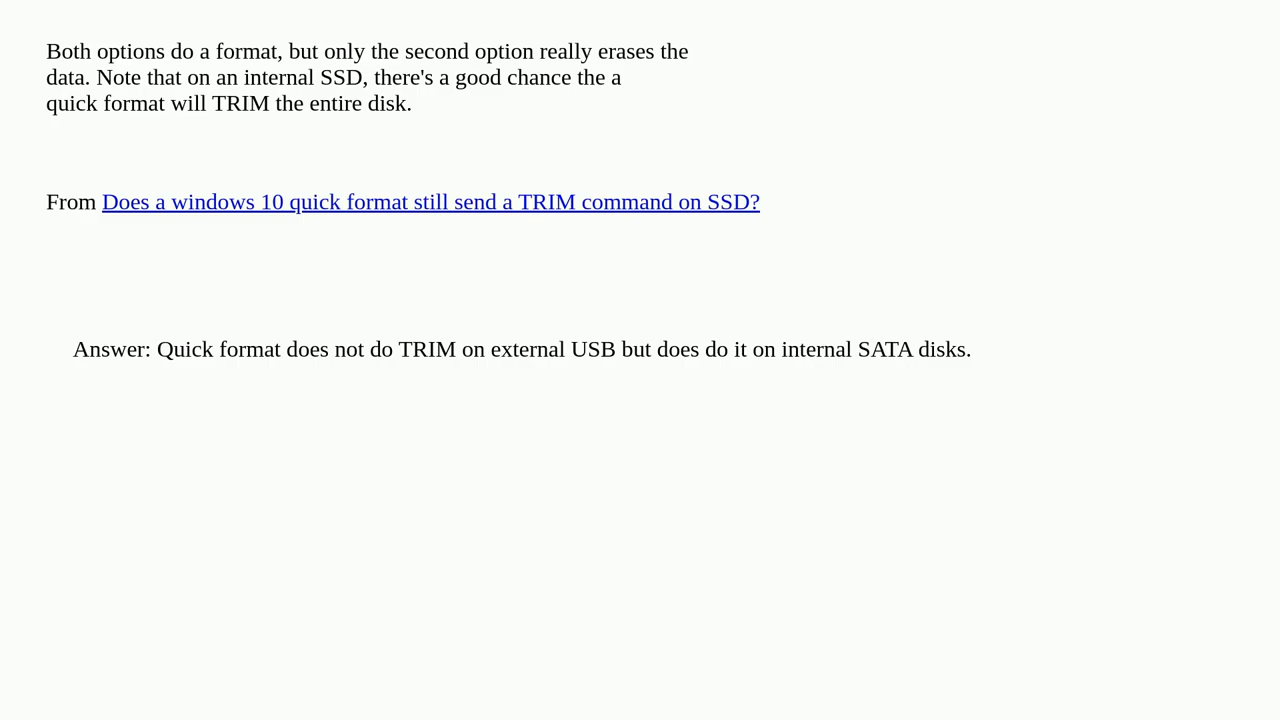 Both options do a format, but only the second option really erases the
data. Note that on an internal SSD, there's a good chance the a
quick format will TRIM the entire disk.
From Does a windows 10 quick format still send a TRIM command on SSD?
Answer: Quick format does not do TRIM on external USB but does do it on internal SATA disks.